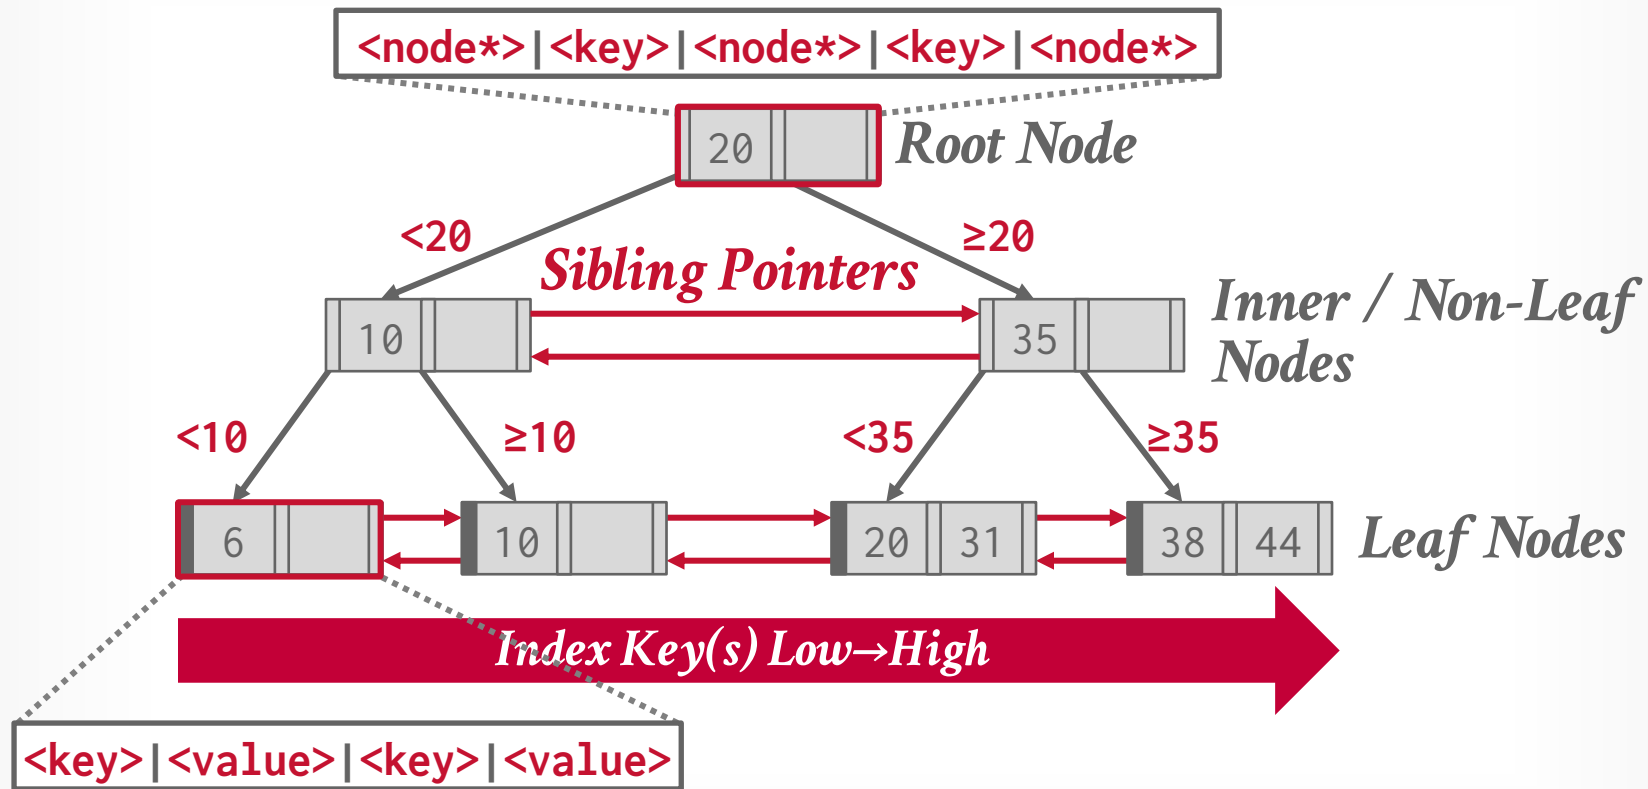 <node*>|<key>|<node*>|<key>|<node*>
20
Root Node
<20
≥20
Sibling Pointers
10
35
Inner / Non-Leaf
Nodes
<10
≥10
<35
≥35
6
10
20 31
38 44
Leaf Nodes
Index Key(s) Low→High
<key>|<value>|<key>|<value>